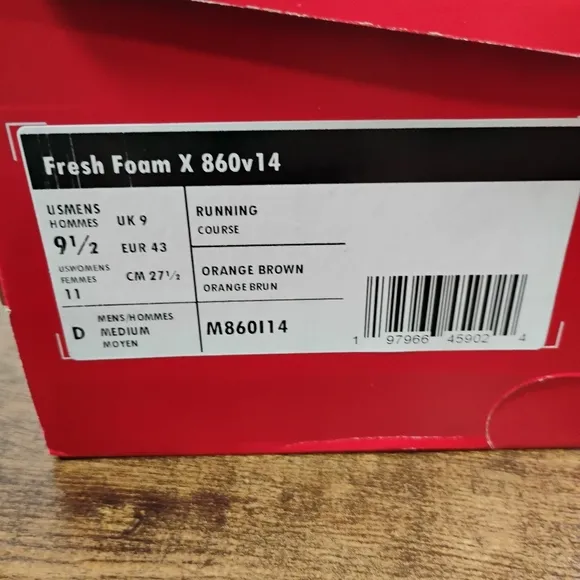 Fresh Foam X 860v14
USMENS
HOMMES
9½
USWOMENS
FEMMES
11
UK 9
EUR 43
CM 27½
RUNNING
COURSE
ORANGE BROWN
ORANGE BRUN
D
MENS/HOMMES
MEDIUM
MOYEN
M860I14
1 97966 45902 4